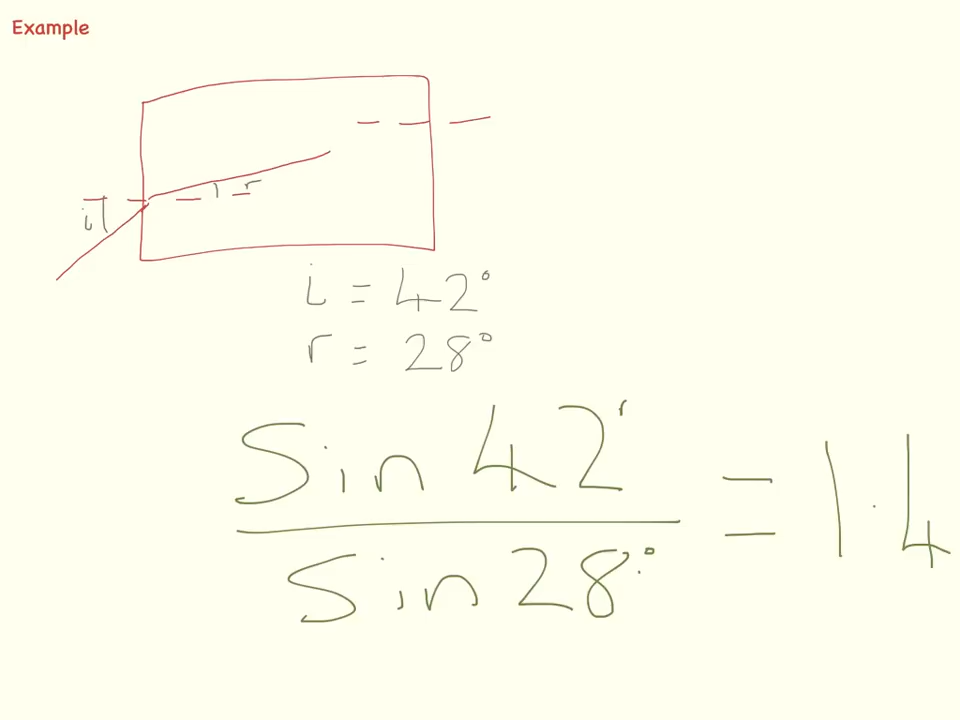 Example
i
r
i = 42°
r = 28°
Sin 42°
Sin 28°
= 1.4